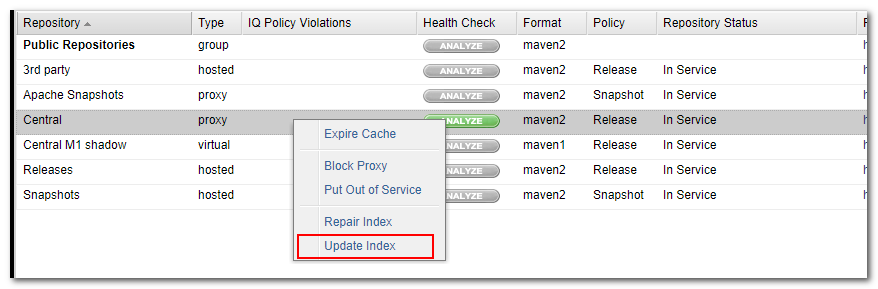 Repository Type IQ Policy Violations Health Check Format Policy Repository Status
Public Repositories group ANALYZE maven2
3rd party hosted ANALYZE maven2 Release In Service
Apache Snapshots proxy ANALYZE maven2 Snapshot In Service
Central proxy ANALYZE maven2 Release In Service
Central M1 shadow virtual ANALYZE maven1 Release In Service
Releases hosted ANALYZE maven2 Release In Service
Snapshots hosted ANALYZE maven2 Snapshot In Service
Expire Cache
Block Proxy
Put Out of Service
Repair Index
Update Index